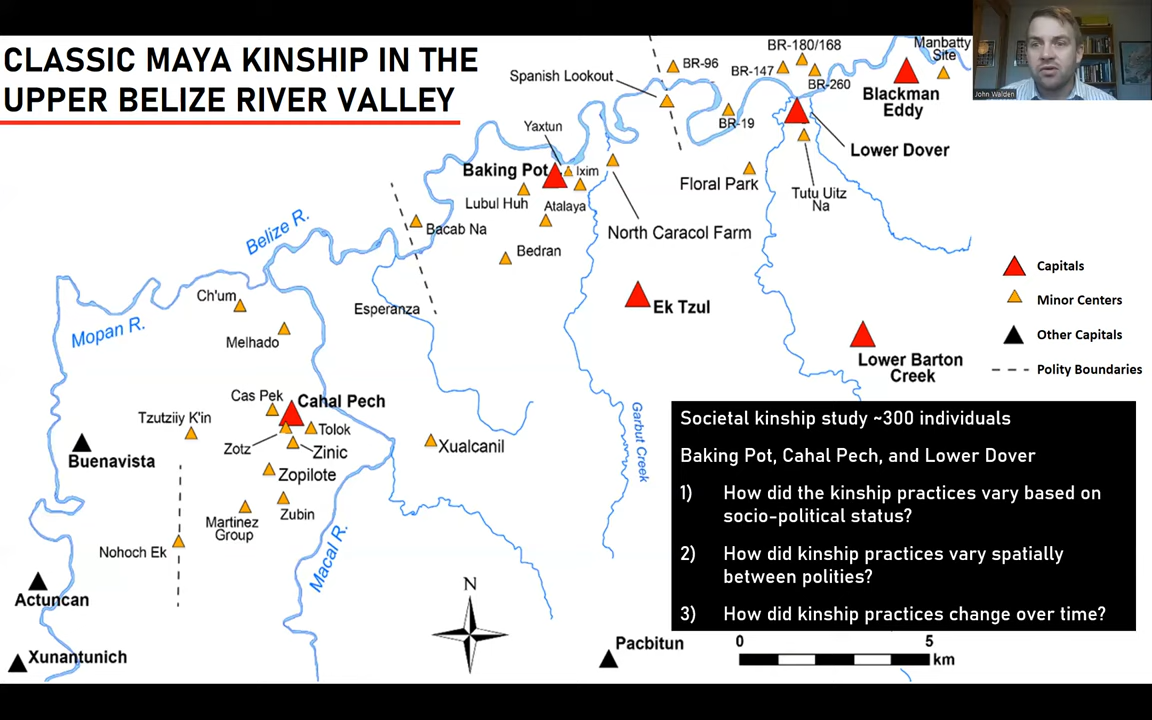 CLASSIC MAYA KINSHIP IN THE
UPPER BELIZE RIVER VALLEY
John Walden
BR-180/168
Manbatty
Site
BR-96
BR-147
Spanish Lookout
BR-260
Blackman
Eddy
BR-19
Yaxtun
Lower Dover
Baking Pot
Ixim
Floral Park
Lubul Huh
Atalaya
Tutu Uitz
Na
Belize R.
Bacab Na
North Caracol Farm
Bedran
Capitals
Ch'um
Minor Centers
Esperanza
Ek Tzul
Mopan R.
Other Capitals
Melhado
Lower Barton
Creek
Polity Boundaries
Cas Pek
Cahal Pech
Tzutziiy K'in
Tolok
Garbut Creek
Zotz
Zinic
Xualcanil
Buenavista
Zopilote
Zubin
Martinez
Group
Nohoch Ek
Macal R.
Actuncan
N
Xunantunich
Pacbitun
Societal kinship study ~300 individuals
Baking Pot, Cahal Pech, and Lower Dover
1) How did the kinship practices vary based on
socio-political status?
2) How did kinship practices vary spatially
between polities?
3) How did kinship practices change over time?
0 5
km